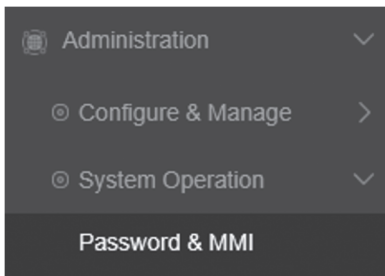 Administration
Configure & Manage
System Operation
Password & MMI